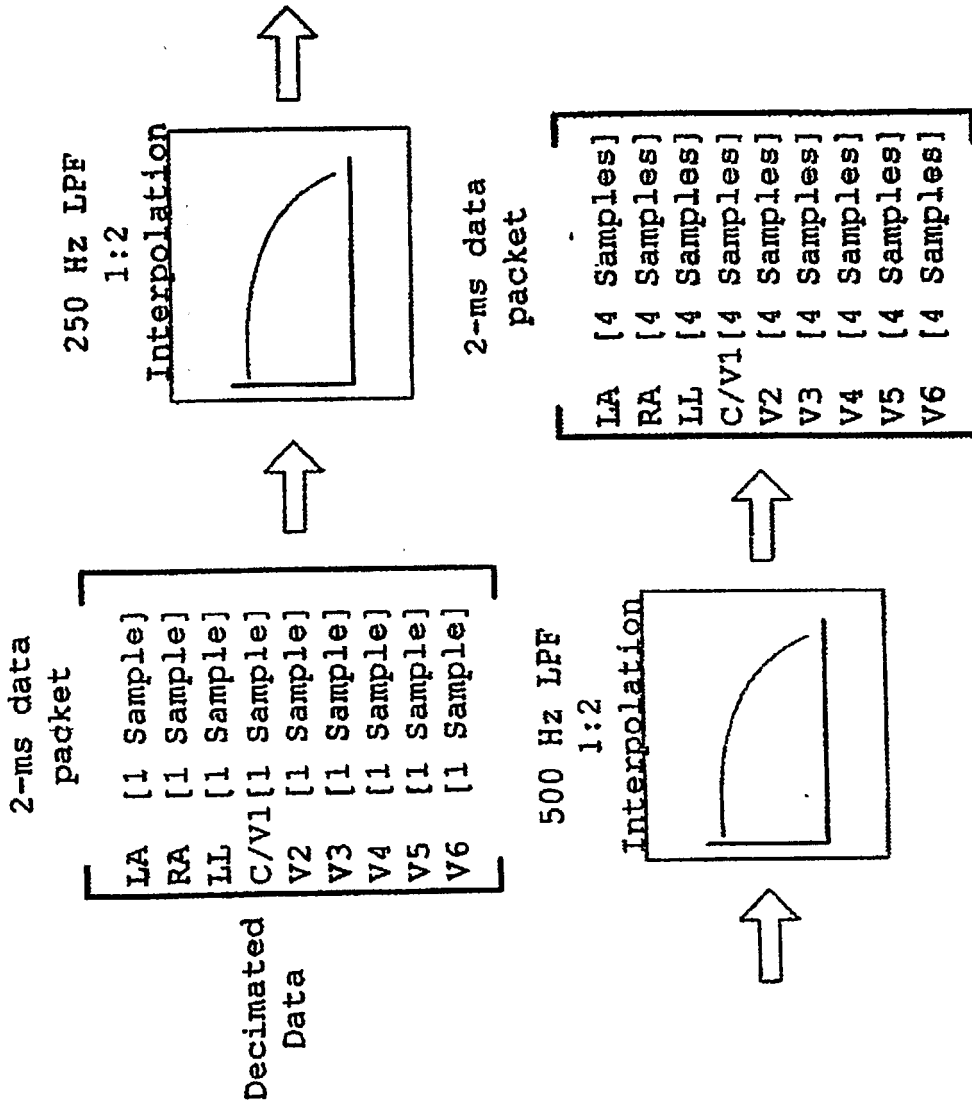 2-ms data
packet
Decimated
Data
LA [1 Sample]
RA [1 Sample]
LL [1 Sample]
C/V1[1 Sample]
V2 [1 Sample]
V3 [1 Sample]
V4 [1 Sample]
V5 [1 Sample]
V6 [1 Sample]
250 Hz LPF
1:2
Interpolation
500 Hz LPF
1:2
Interpolation
2-ms data
packet
LA [4 Samples]
RA [4 Samples]
LL [4 Samples]
C/V1[4 Samples]
V2 [4 Samples]
V3 [4 Samples]
V4 [4 Samples]
V5 [4 Samples]
V6 [4 Samples]